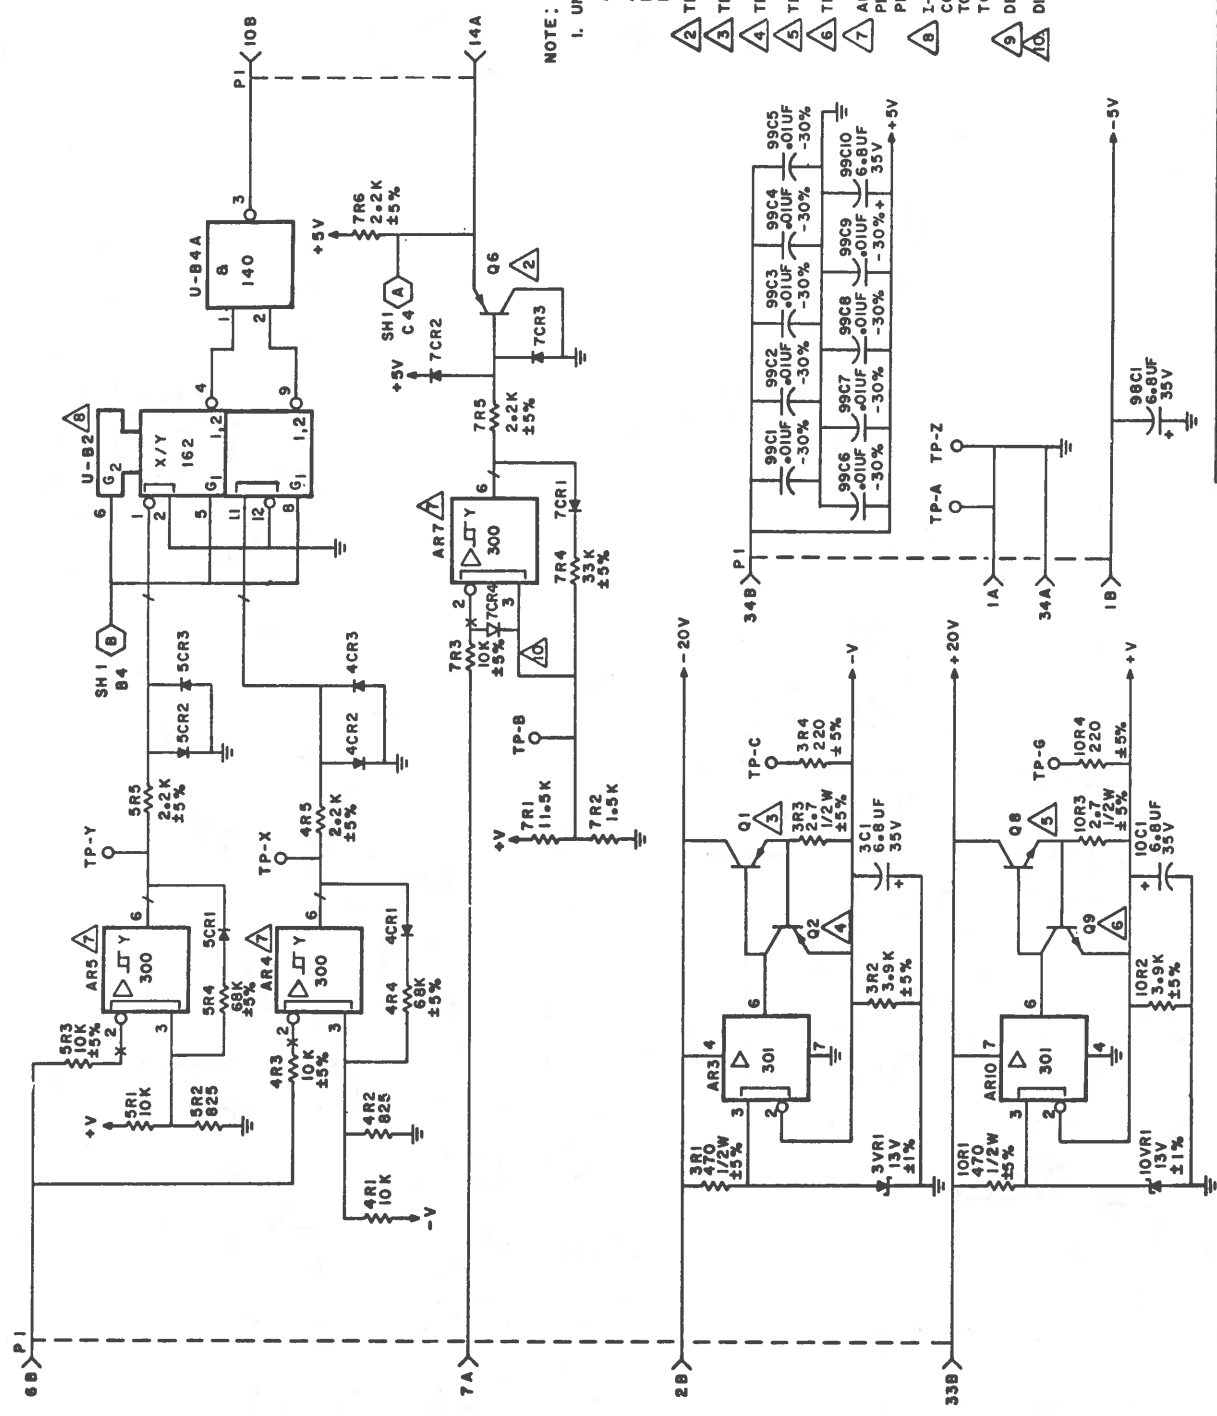 P1
10B
14A
6B
7A
2B
33B
P1
U-B4A
&
140
3
1
2
+5V
7R6
2.2K
±5%
SH1
C4
A
Q6
2
7CR2
+5V
7CR3
7R5
2.2K
±5%
U-B2
8
G2
X/Y
162
1,2
G1
1,2
G1
4
9
6
1
2
5
11
12
8
SH 1
B4
B
5CR3
5CR2
4CR3
4CR2
5R5
2.2K
±5%
4R5
2.2K
±5%
TP-Y
TP-X
AR5
7
300
Y
6
2
3
5CR1
5R4
68K
±5%
5R3
10K
±5%
+V
5R1
10K
5R2
825
AR4
7
300
Y
6
2
3
4CR1
4R4
68K
±5%
4R3
10K
±5%
4R2
825
4R1
10K
-V
AR7
7
300
Y
6
2
3
7CR1
7R4
33K
±5%
7CR4
7R3
10K
±5%
10
TP-B
+V
7R1
11.5K
7R2
1.5K
NOTE:
1. U
2
3
4
5
6
7
8
9
10
99C1
.01UF
-30%
99C2
.01UF
-30%
99C3
.01UF
-30%
99C4
.01UF
-30%
99C5
.01UF
-30%
99C6
.01UF
-30%
99C7
.01UF
-30%
99C8
.01UF
-30%
99C9
.01UF
-30%
99C10
6.8UF
35V
+
+5V
P1
34B
TP-A
TP-Z
1A
34A
1B
-5V
98C1
6.8UF
35V
+
-20V
Q1
3
TP-C
3R4
220
±5%
-V
3R3
2.7
1/2W
±5%
3C1
6.8UF
35V
+
Q2
4
3R2
3.9K
±5%
AR3
301
4
7
6
3
2
3R1
470
1/2W
±5%
3VR1
13V
±1%
+20V
Q8
5
TP-G
10R4
220
±5%
+V
10R3
2.7
1/2W
±5%
10C1
6.8UF
35V
+
Q9
6
10R2
3.9K
±5%
AR10
301
7
4
6
3
2
10R1
470
1/2W
±5%
10VR1
13V
±1%